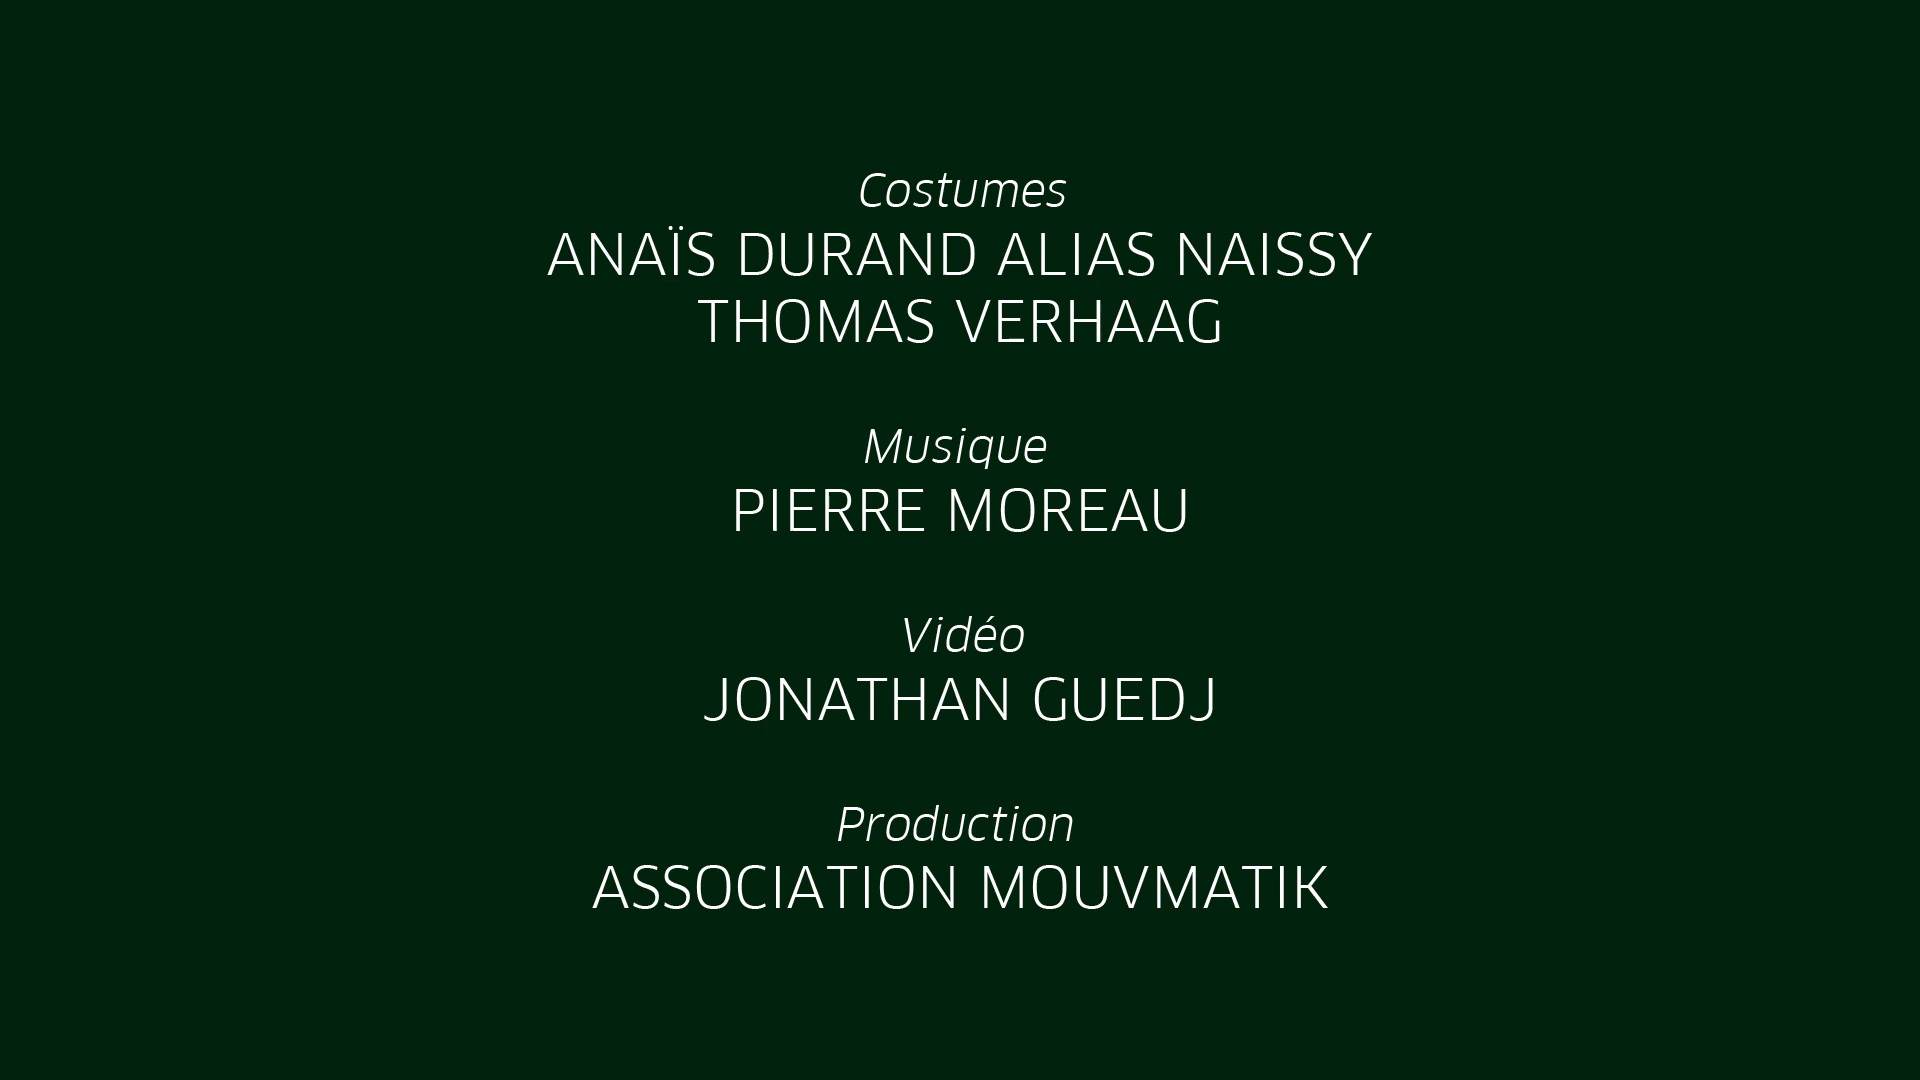 Costumes
ANAÏS DURAND ALIAS NAISSY
THOMAS VERHAAG
Musique
PIERRE MOREAU
Vidéo
JONATHAN GUEDJ
Production
ASSOCIATION MOUVMATIK